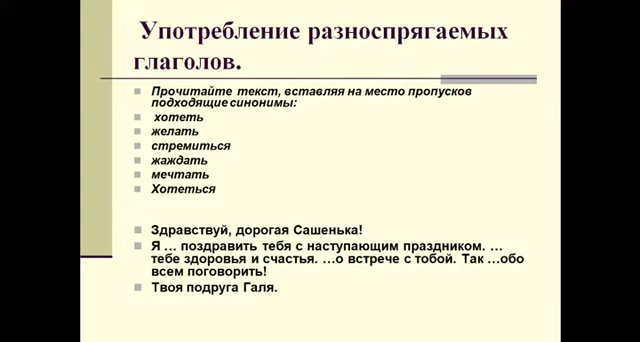 Употребление разноспрягаемых
глаголов.
Прочитайте текст, вставляя на место пропусков
подходящие синонимы:
хотеть
желать
стремиться
жаждать
мечтать
Хотеться
Здравствуй, дорогая Сашенька!
Я … поздравить тебя с наступающим праздником. …
тебе здоровья и счастья. …о встрече с тобой. Так …обо
всем поговорить!
Твоя подруга Галя.